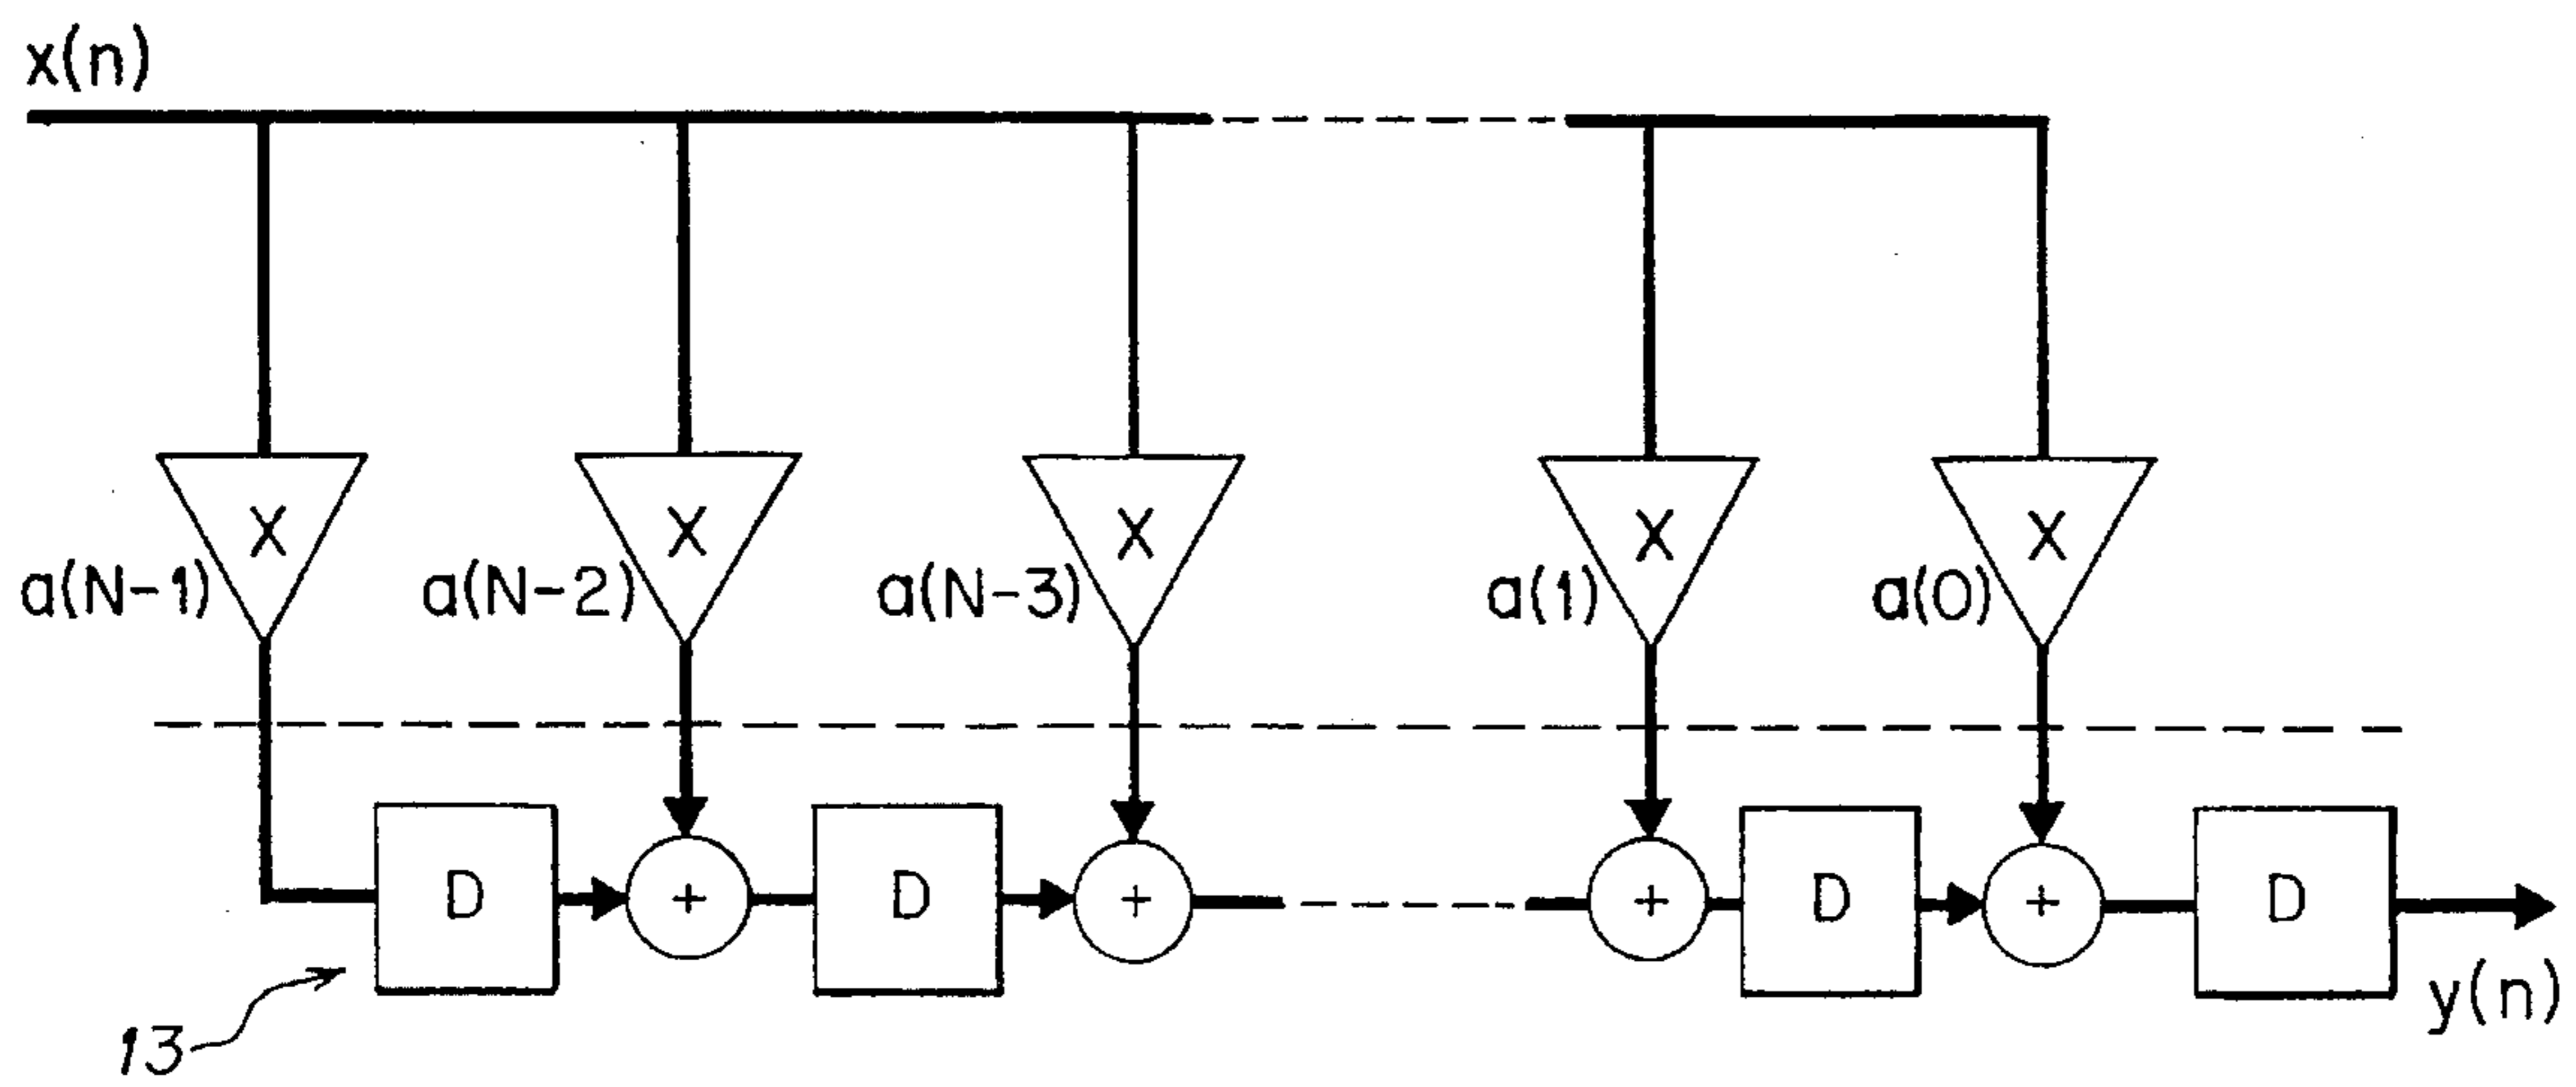 x(n)
X X X X X
a(N-1) a(N-2) a(N-3) a(1) a(0)
D + D + + D + D
y(n)
13